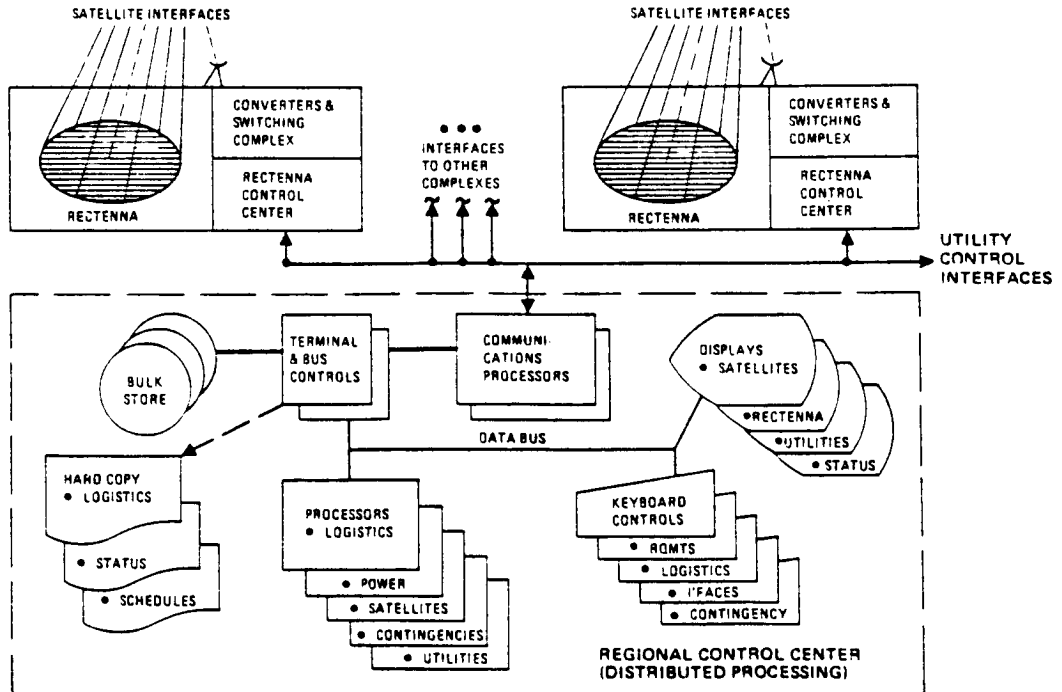 SATELLITE INTERFACES
CONVERTERS &
SWITCHING
COMPLEX
RECTENNA
CONTROL
CENTER
RECTENNA
• • •
INTERFACES
TO OTHER
COMPLEXES
SATELLITE INTERFACES
CONVERTERS &
SWITCHING
COMPLEX
RECTENNA
CONTROL
CENTER
RECTENNA
UTILITY
CONTROL
INTERFACES
BULK
STORE
TERMINAL
& BUS
CONTROLS
COMMUNI-
CATIONS
PROCESSORS
DISPLAYS
• SATELLITES
• RECTENNA
• UTILITIES
• STATUS
DATA BUS
HARD COPY
• LOGISTICS
• STATUS
• SCHEDULES
PROCESSORS
• LOGISTICS
• POWER
• SATELLITES
• CONTINGENCIES
• UTILITIES
KEYBOARD
CONTROLS
• RQMTS
• LOGISTICS
• I'FACES
• CONTINGENCY
REGIONAL CONTROL CENTER
(DISTRIBUTED PROCESSING)